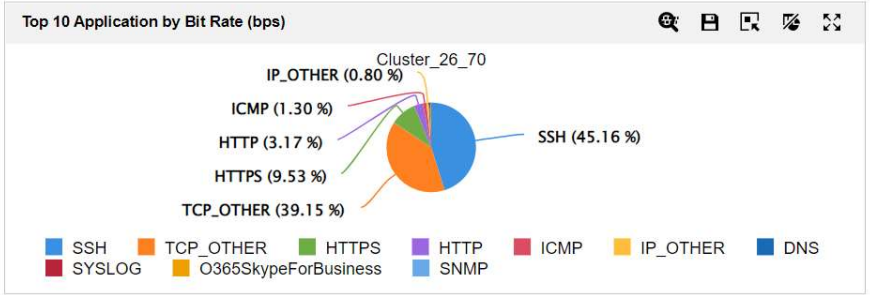 Top 10 Application by Bit Rate (bps)
Cluster_26_70
IP_OTHER (0.80 %)
ICMP (1.30 %)
HTTP (3.17 %)
SSH (45.16 %)
HTTPS (9.53 %)
TCP_OTHER (39.15 %)
SSH TCP_OTHER HTTPS HTTP ICMP IP_OTHER DNS
SYSLOG O365SkypeForBusiness SNMP